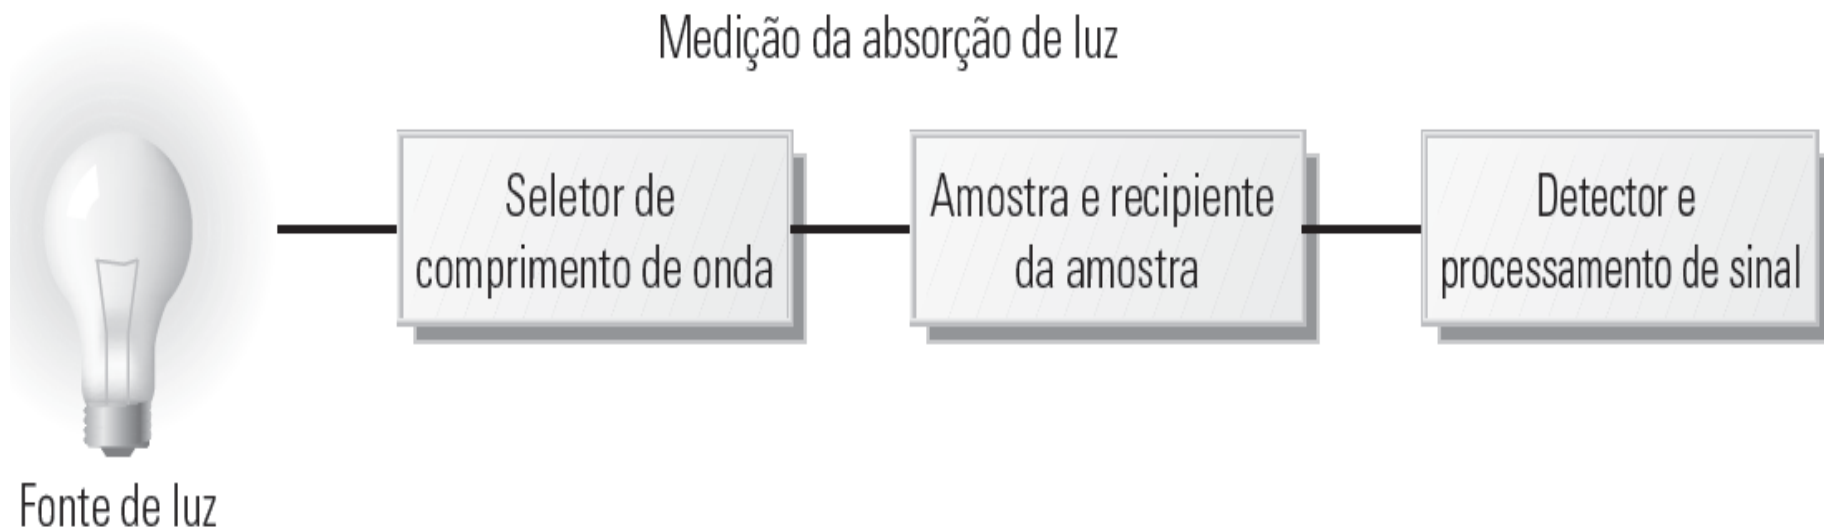 Medição da absorção de luz
Seletor de
comprimento de onda
Amostra e recipiente
da amostra
Detector e
processamento de sinal
Fonte de luz